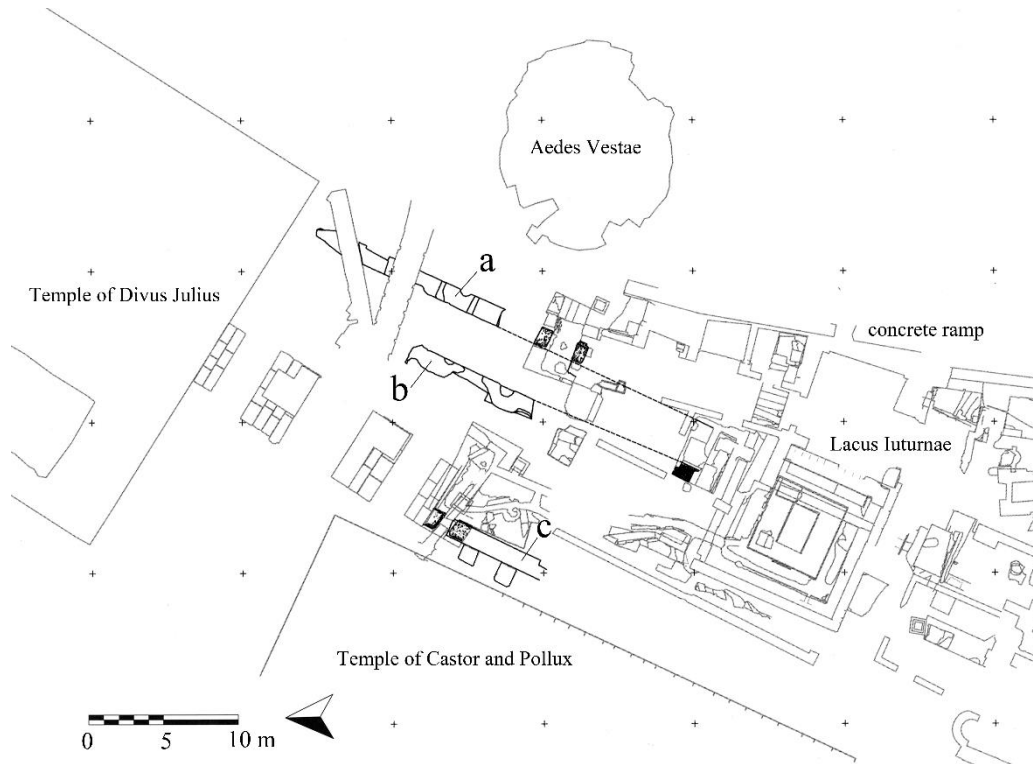 Aedes Vestae
a
Temple of Divus Julius
concrete ramp
b
Lacus Iuturnae
c
Temple of Castor and Pollux
0 5 10 m